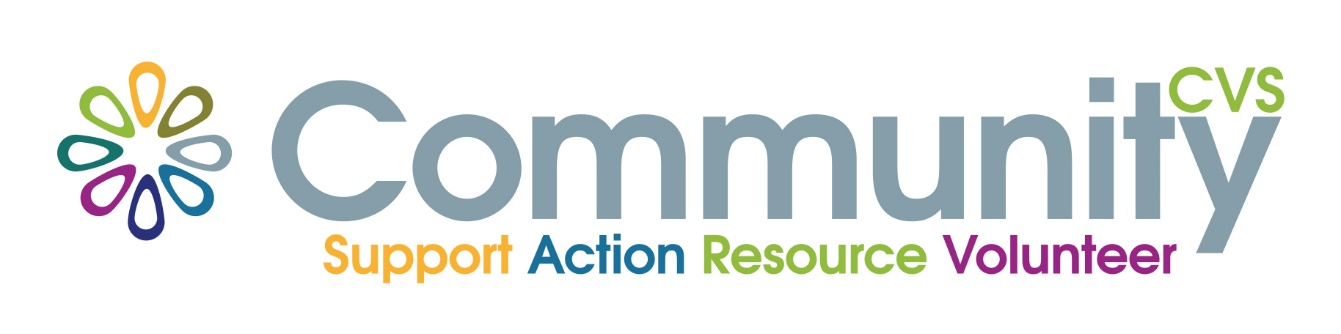 Community CVS
Support Action Resource Volunteer